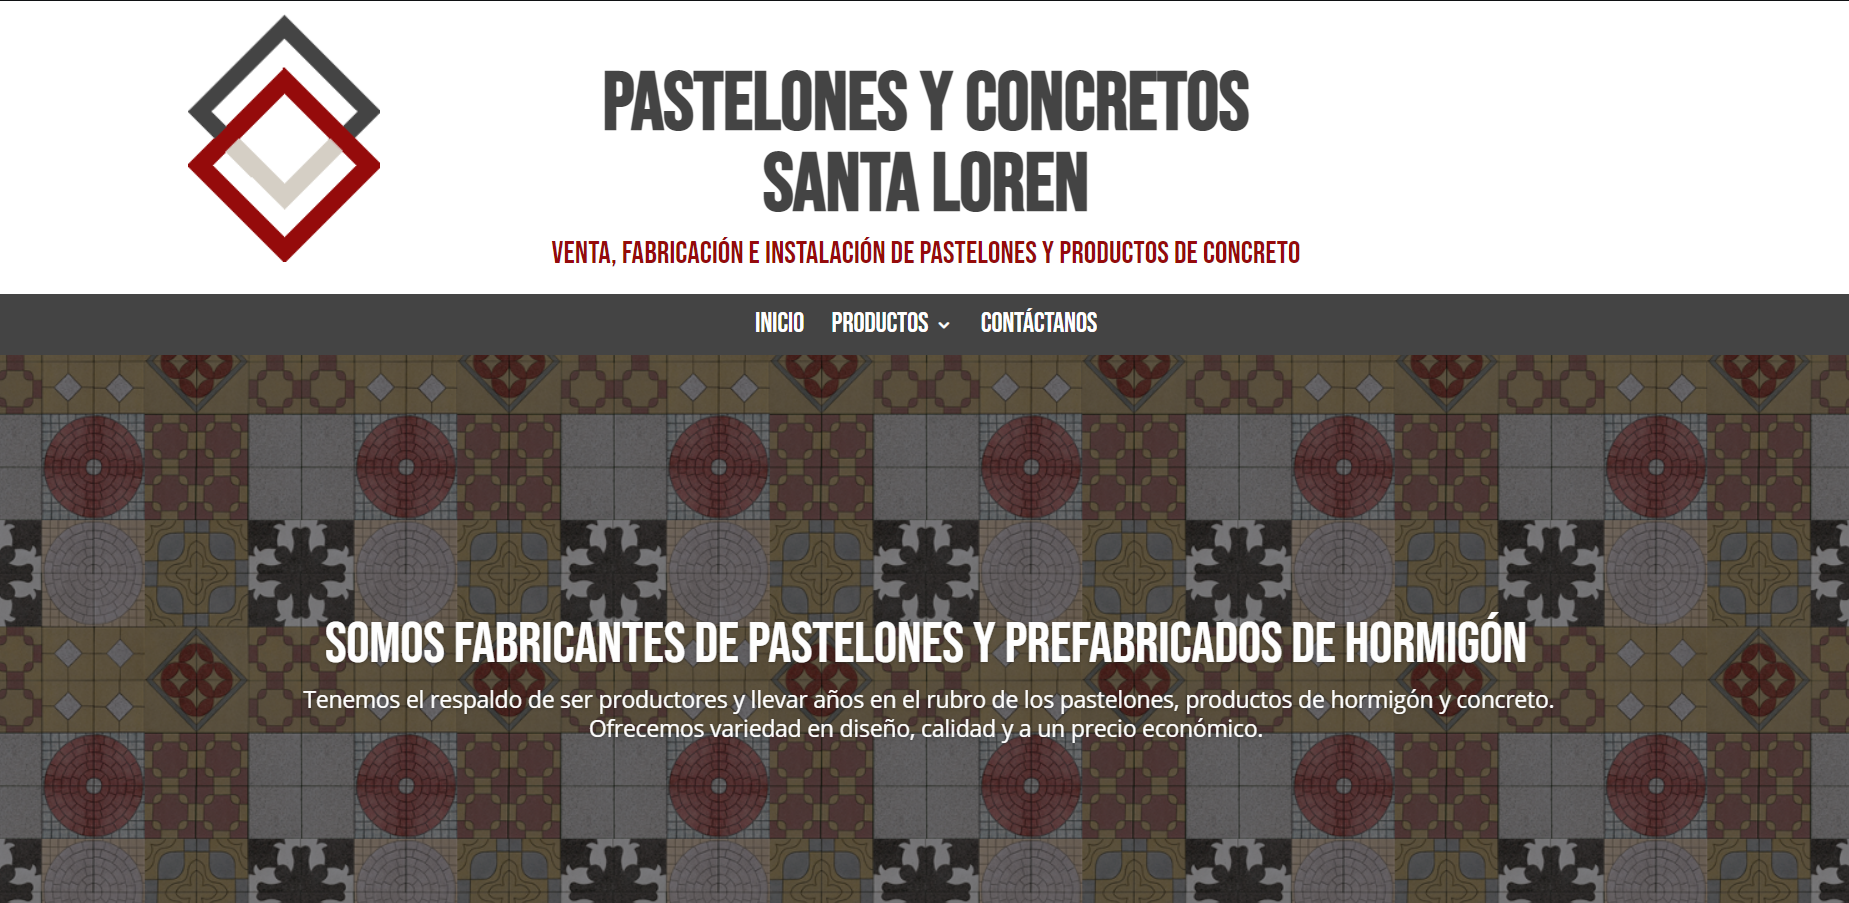 PASTELONES Y CONCRETOS
SANTA LOREN
VENTA, FABRICACIÓN E INSTALACIÓN DE PASTELONES Y PRODUCTOS DE CONCRETO
INICIO PRODUCTOS CONTÁCTANOS
SOMOS FABRICANTES DE PASTELONES Y PREFABRICADOS DE HORMIGÓN
Tenemos el respaldo de ser productores y llevar años en el rubro de los pastelones, productos de hormigón y concreto.
Ofrecemos variedad en diseño, calidad y a un precio económico.